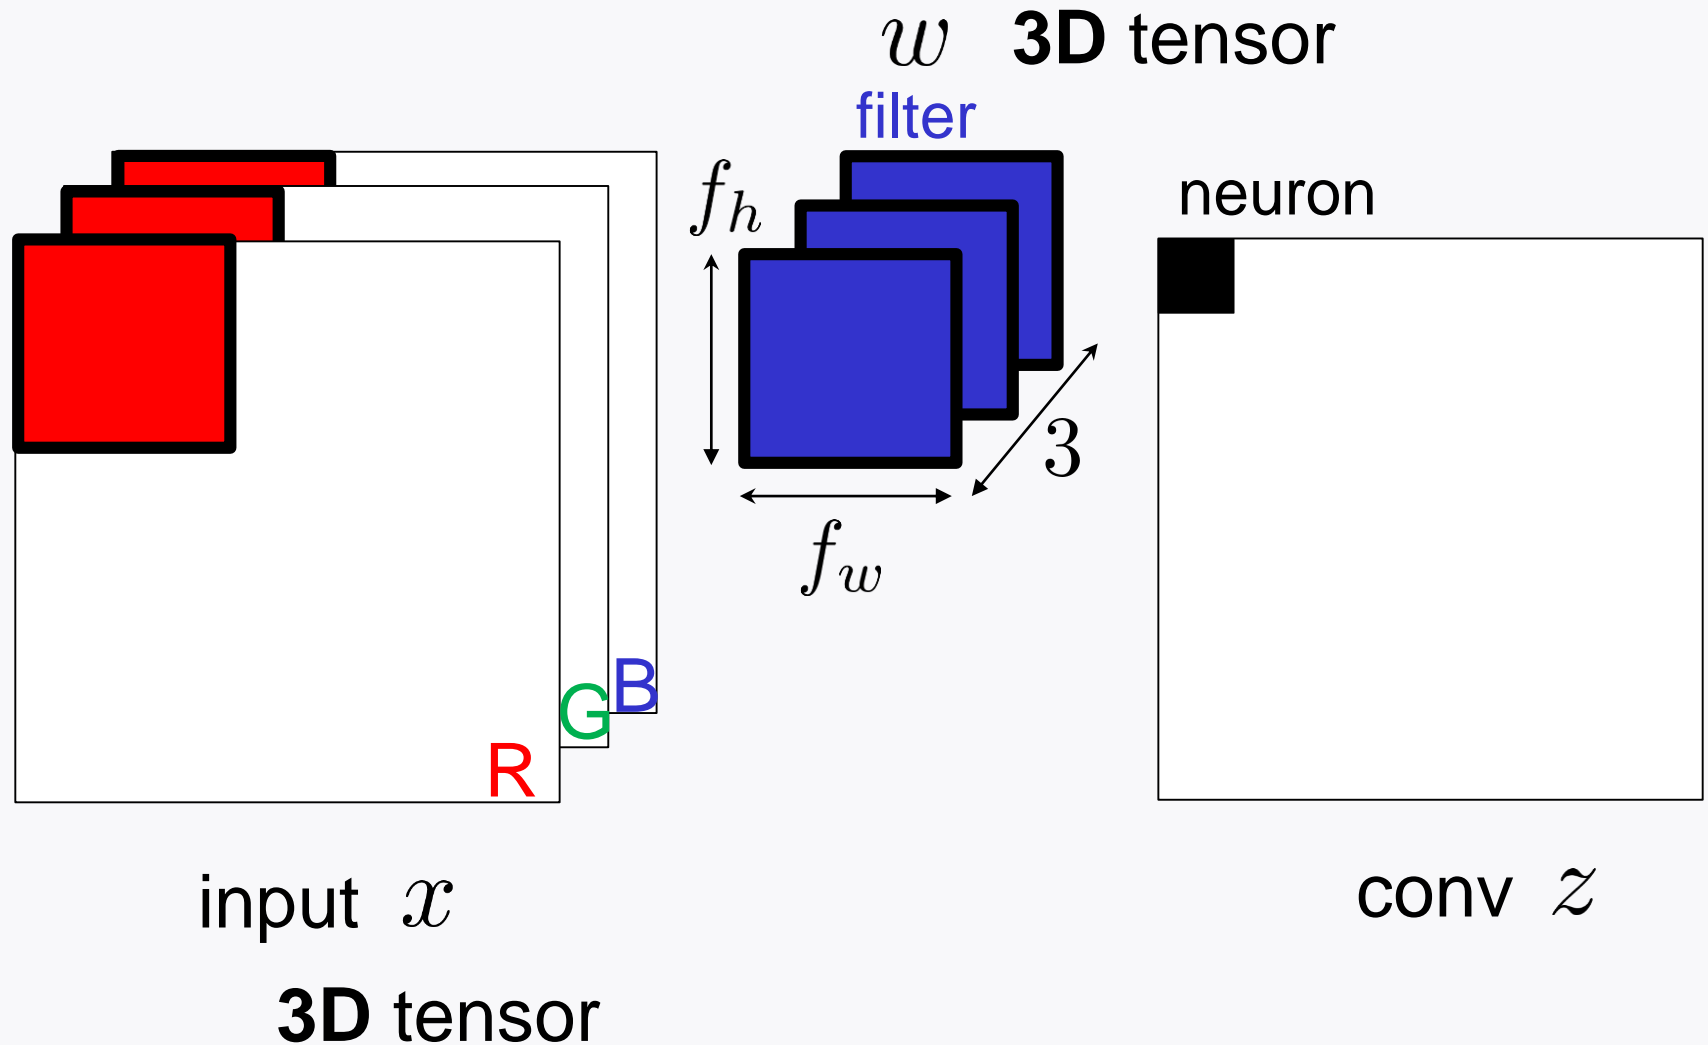 w 3D tensor
filter
f_h
neuron
3
f_w
B
G
R
input x
conv z
3D tensor